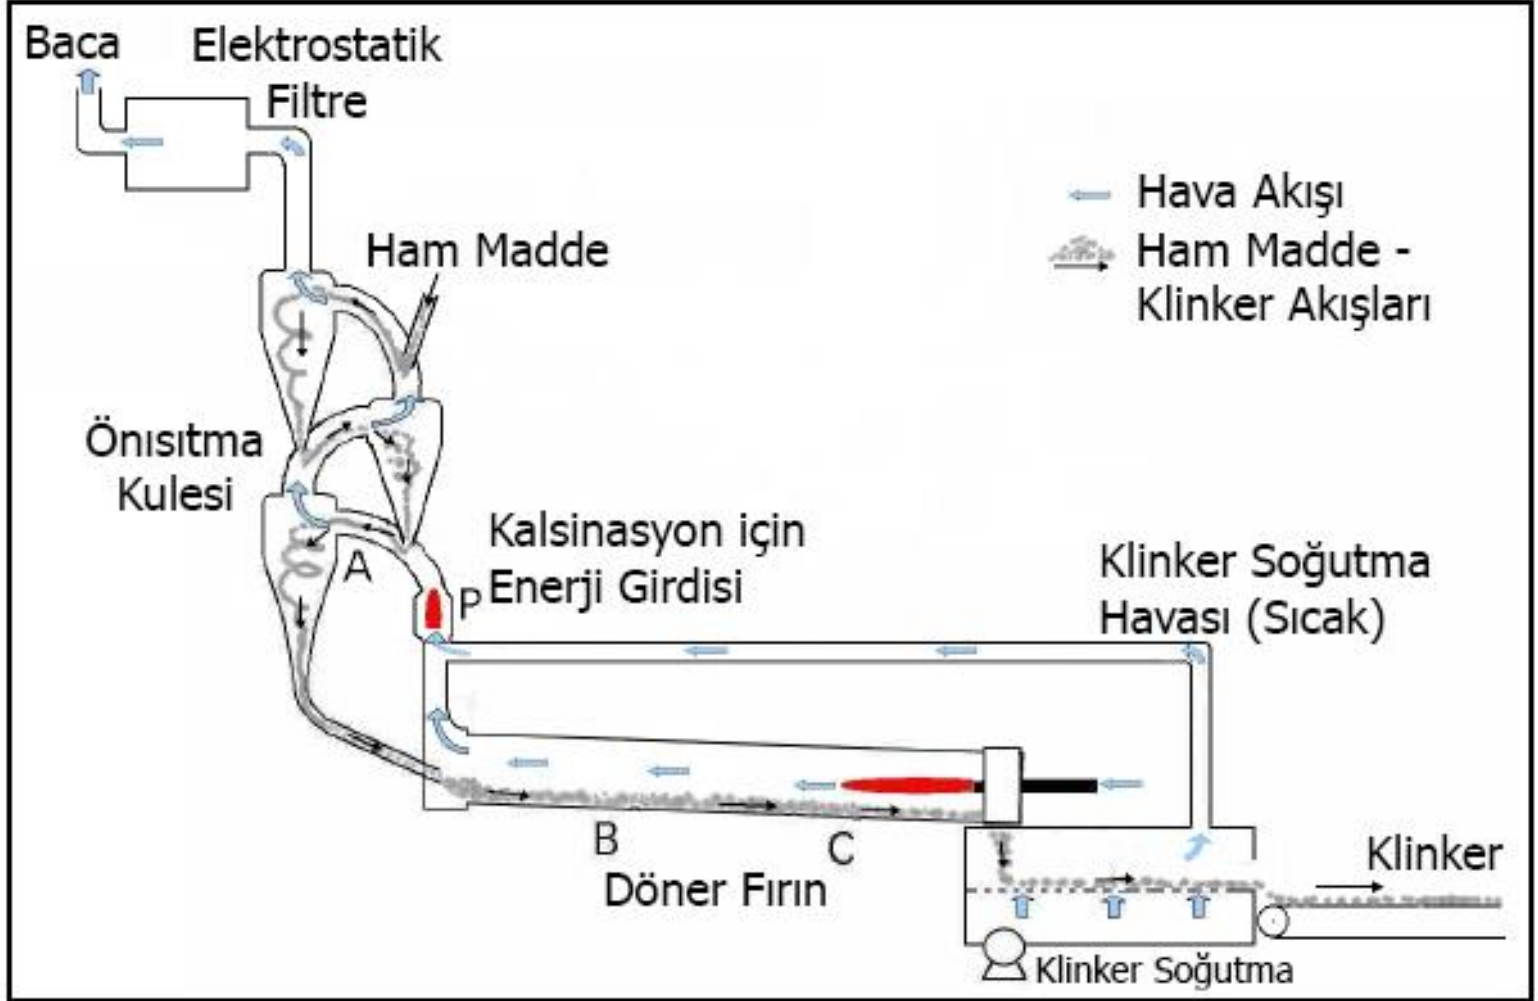 Baca
Elektrostatik
Filtre
Ham Madde
Hava Akışı
Ham Madde -
Klinker Akışları
Önısıtma
Kulesi
A
Kalsinasyon için
P Enerji Girdisi
Klinker Soğutma
Havası (Sıcak)
B
C
Döner Fırın
Klinker
Klinker Soğutma